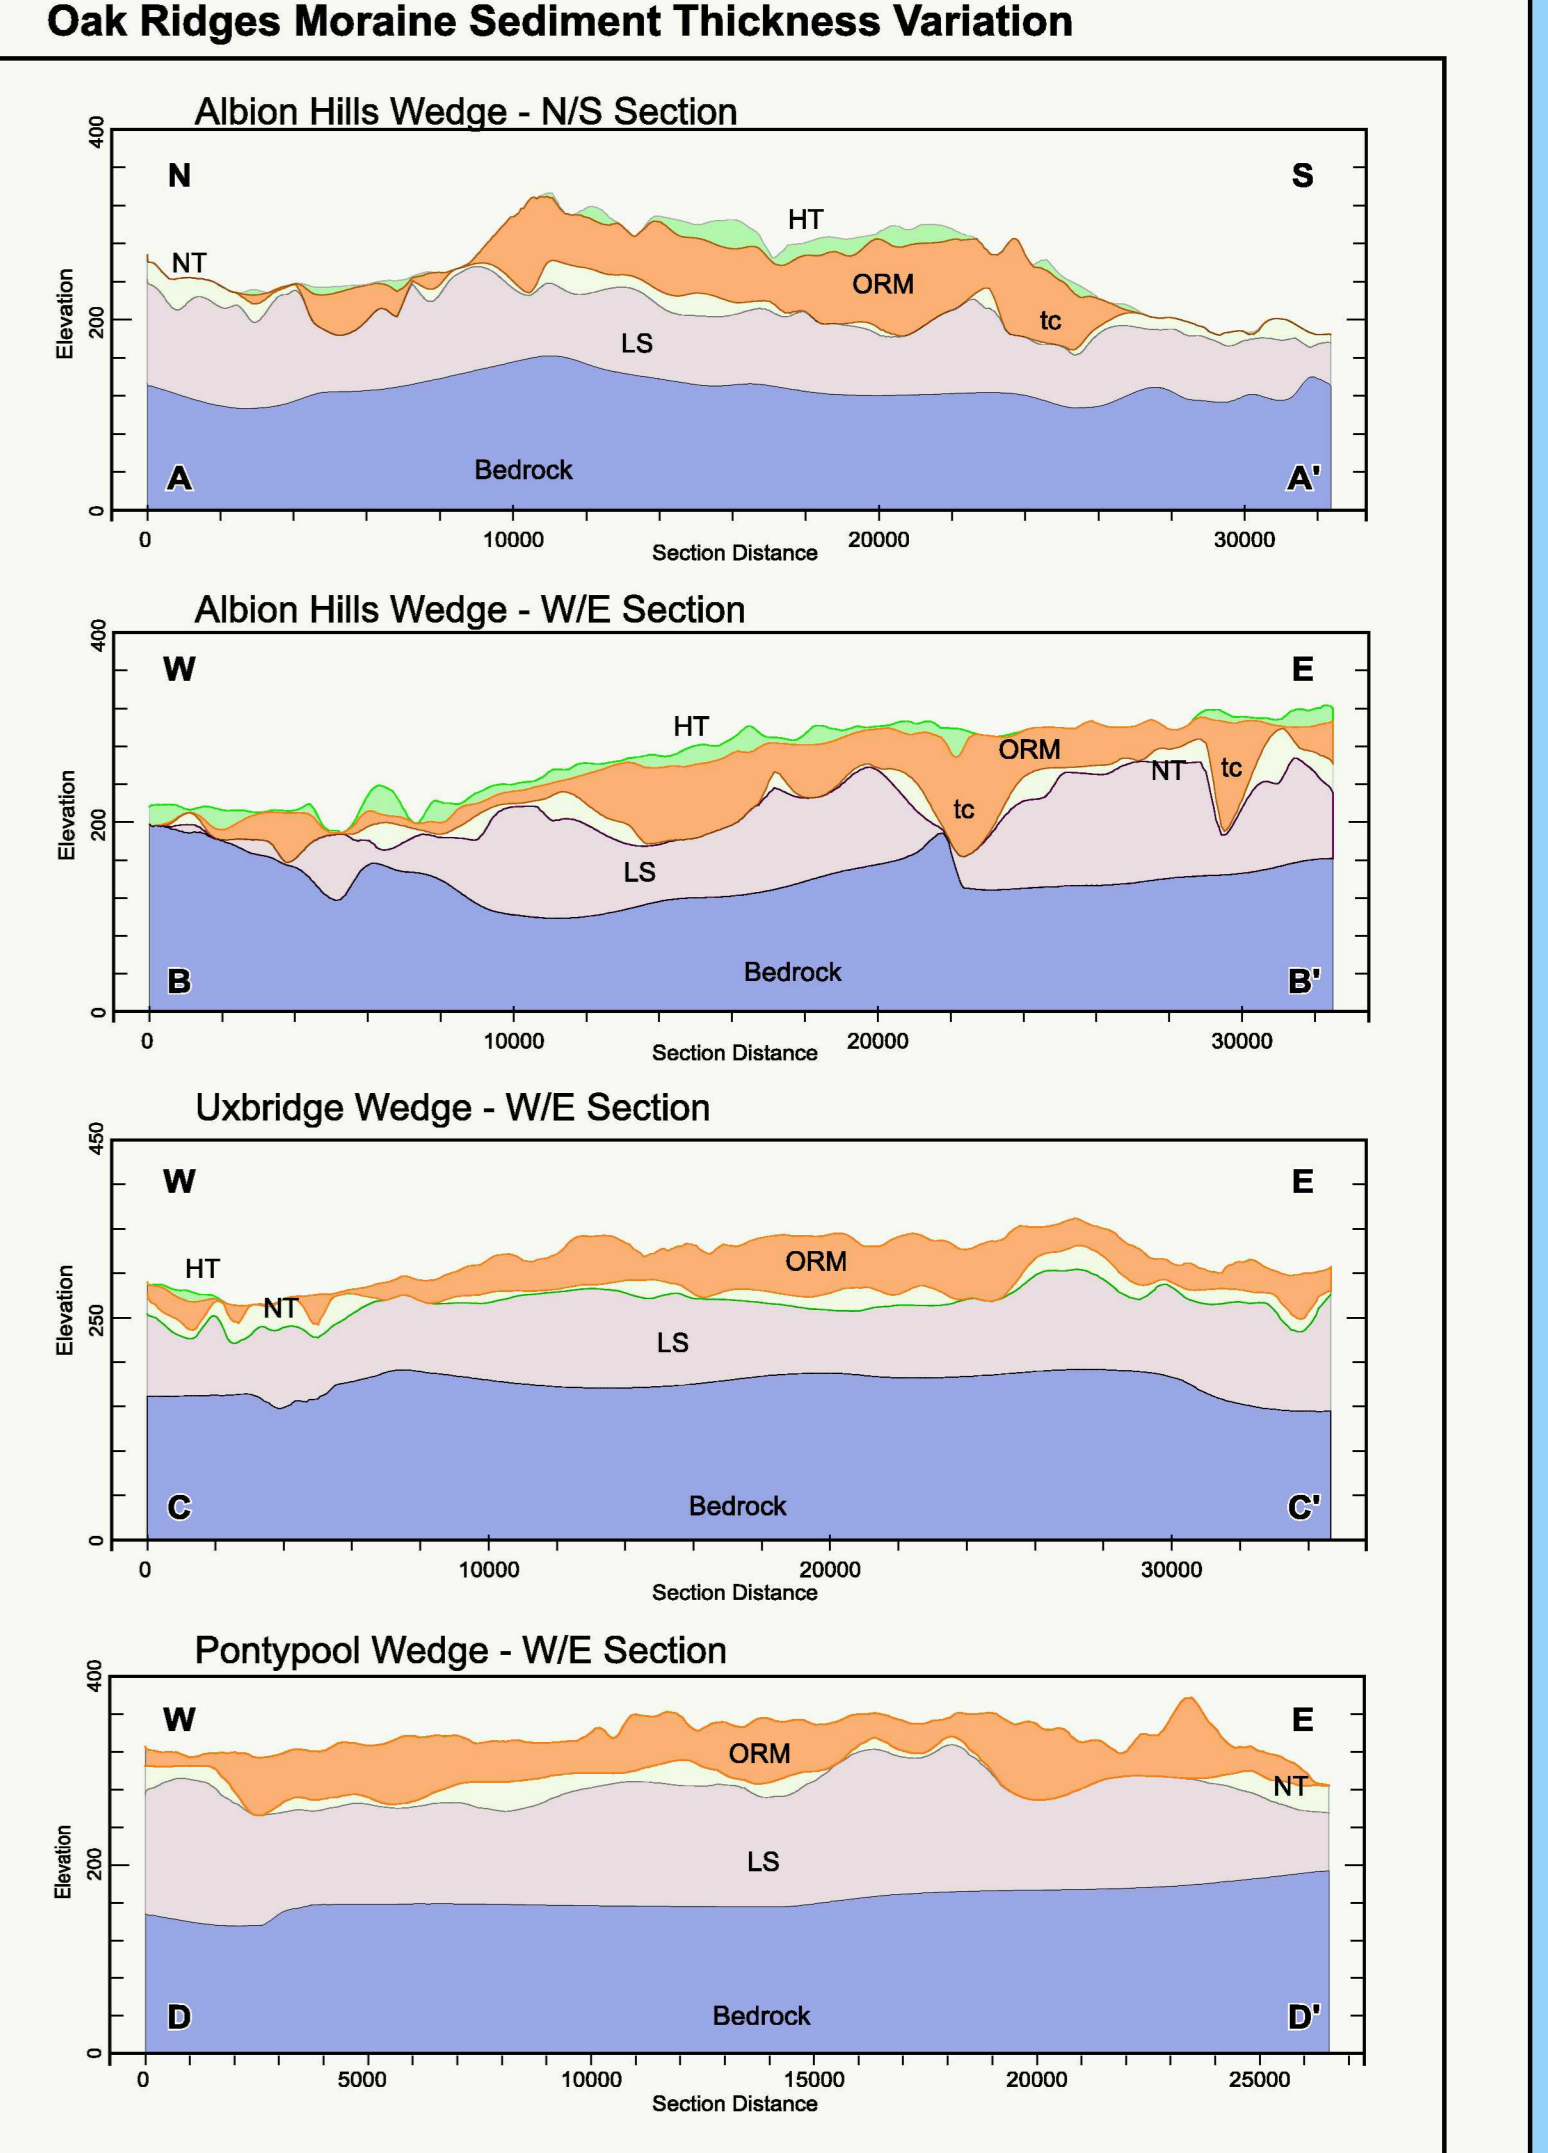 Oak Ridges Moraine Sediment Thickness Variation
Albion Hills Wedge - N/S Section
400
N
S
HT
NT
ORM
tc
200
Elevation
LS
Bedrock
A
A'
0
0
10000
20000
30000
Section Distance
Albion Hills Wedge - W/E Section
400
W
E
HT
ORM
NT
tc
tc
200
Elevation
LS
Bedrock
B
B'
0
0
10000
20000
30000
Section Distance
Uxbridge Wedge - W/E Section
450
W
E
HT
ORM
NT
250
Elevation
LS
Bedrock
C
C'
0
0
10000
20000
30000
Section Distance
Pontypool Wedge - W/E Section
400
W
E
ORM
NT
200
Elevation
LS
Bedrock
D
D'
0
0
5000
10000
15000
20000
25000
Section Distance